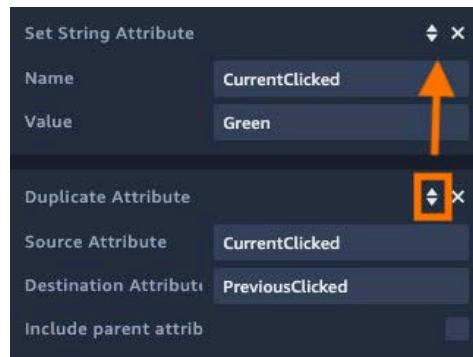 Set String Attribute
Name CurrentClicked
Value Green
Duplicate Attribute
Source Attribute CurrentClicked
Destination Attribute PreviousClicked
Include parent attrib